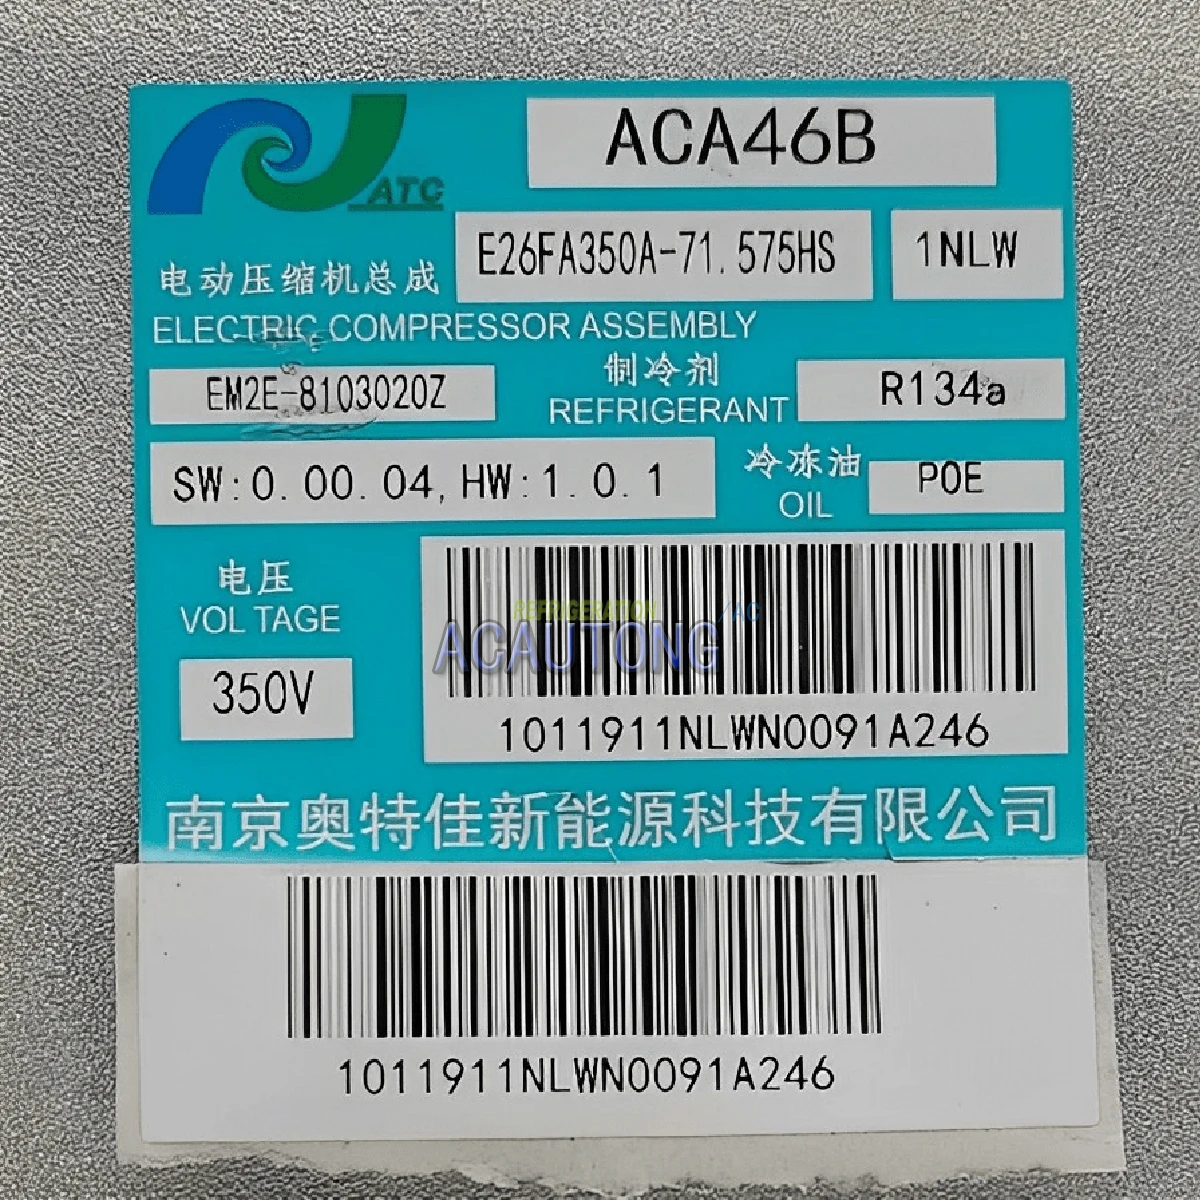 ATC
ACA46B
电动压缩机总成
E26FA350A-71.575HS
1NLW
ELECTRIC COMPRESSOR ASSEMBLY
EM2E-8103020Z
制冷剂
REFRIGERANT
R134a
SW:0.00.04,HW:1.0.1
冷冻油
OIL
POE
电压
VOLTAGE
350V
REFRIGERATION /AC
ACAUTONG
1011911NLWN0091A246
南京奥特佳新能源科技有限公司
1011911NLWN0091A246